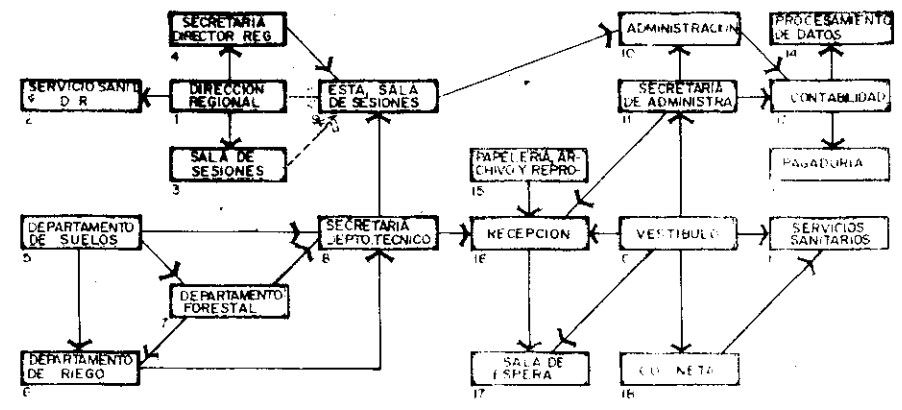 SECRETARIA
DIRECTOR REG.
4
ADMINISTRACION
10
PROCESAMIENTO
DE DATOS
14
SERVICIO SANIT.
D R
2
DIRECCION
REGIONAL
1
ESTA, SALA
DE SESIONES
9
SECRETARIA
DE ADMINISTRA
11
CONTABILIDAD
SALA DE
SESIONES
3
PAPELERIA, AR-
CHIVO Y REPRO-
15
PAGADURIA
DEPARTAMENTO
DE SUELOS
5
SECRETARIA
DEPTO. TECNICO
8
RECEPCION
16
VESTIBULO
SERVICIOS
SANITARIOS
DEPARTAMENTO
FORESTAL
7
DEPARTAMENTO
DE RIEGO
6
SALA DE
ESPERA
17
18